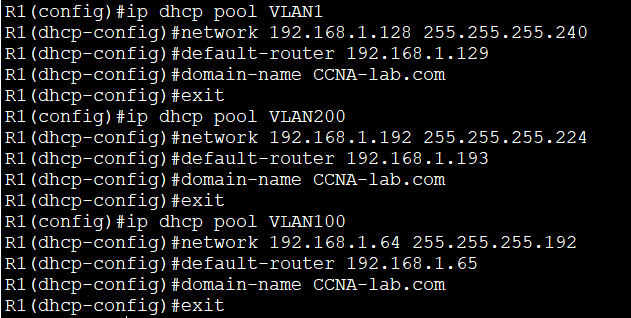 R1(config)#ip dhcp pool VLAN1
R1(dhcp-config)#network 192.168.1.128 255.255.255.240
R1(dhcp-config)#default-router 192.168.1.129
R1(dhcp-config)#domain-name CCNA-lab.com
R1(dhcp-config)#exit
R1(config)#ip dhcp pool VLAN200
R1(dhcp-config)#network 192.168.1.192 255.255.255.224
R1(dhcp-config)#default-router 192.168.1.193
R1(dhcp-config)#domain-name CCNA-lab.com
R1(dhcp-config)#exit
R1(config)#ip dhcp pool VLAN100
R1(dhcp-config)#network 192.168.1.64 255.255.255.192
R1(dhcp-config)#default-router 192.168.1.65
R1(dhcp-config)#domain-name CCNA-lab.com
R1(dhcp-config)#exit